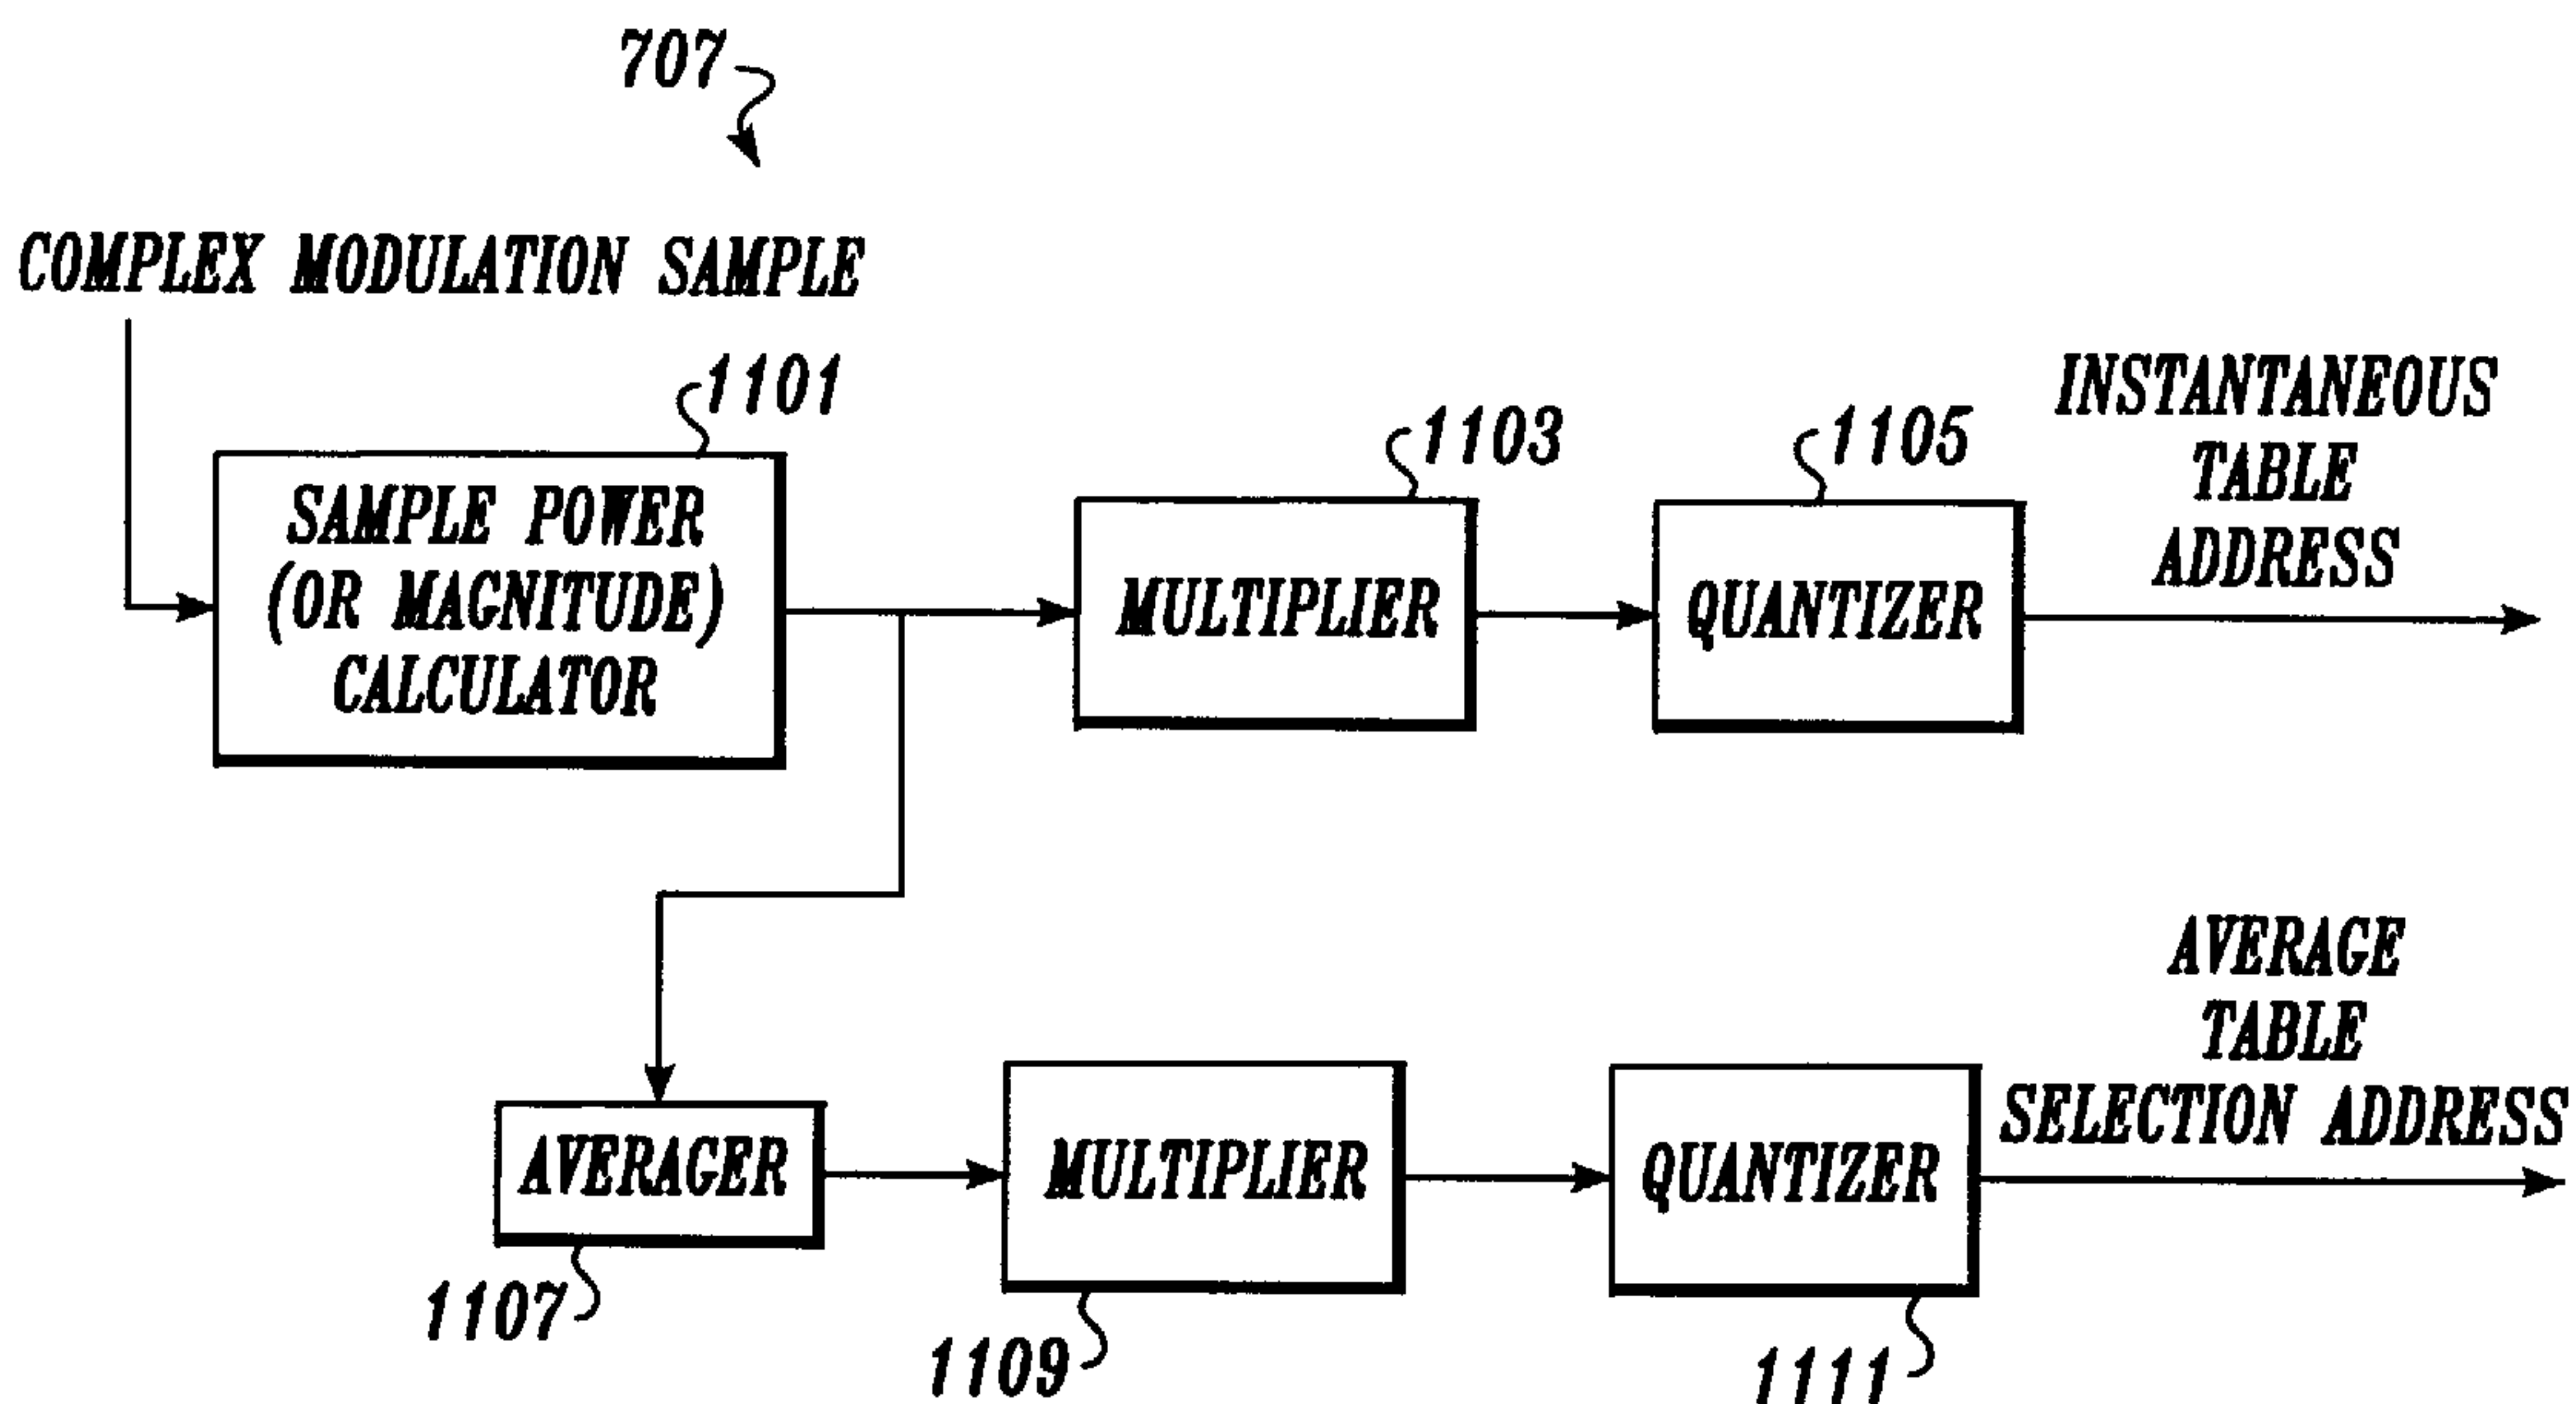 707
COMPLEX MODULATION SAMPLE
1101
SAMPLE POWER
(OR MAGNITUDE)
CALCULATOR
1103
MULTIPLIER
1105
QUANTIZER
INSTANTANEOUS
TABLE
ADDRESS
AVERAGER
1107
MULTIPLIER
1109
QUANTIZER
1111
AVERAGE
TABLE
SELECTION ADDRESS